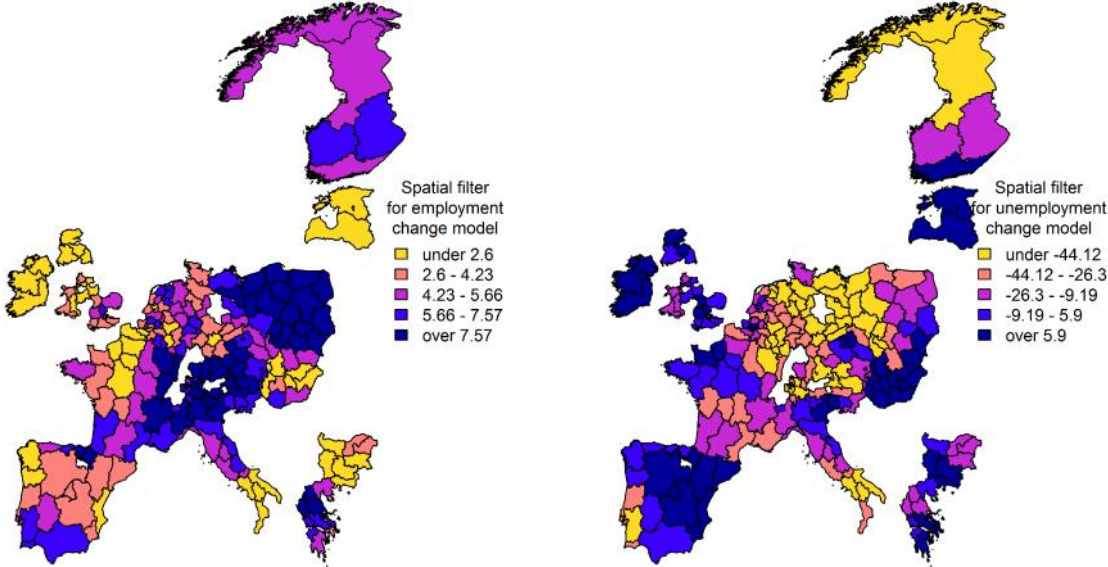 Spatial filter
for employment
change model
under 2.6
2.6 - 4.23
4.23 - 5.66
5.66 - 7.57
over 7.57
Spatial filter
for unemployment
change model
under -44.12
-44.12 - -26.3
-26.3 - -9.19
-9.19 - 5.9
over 5.9